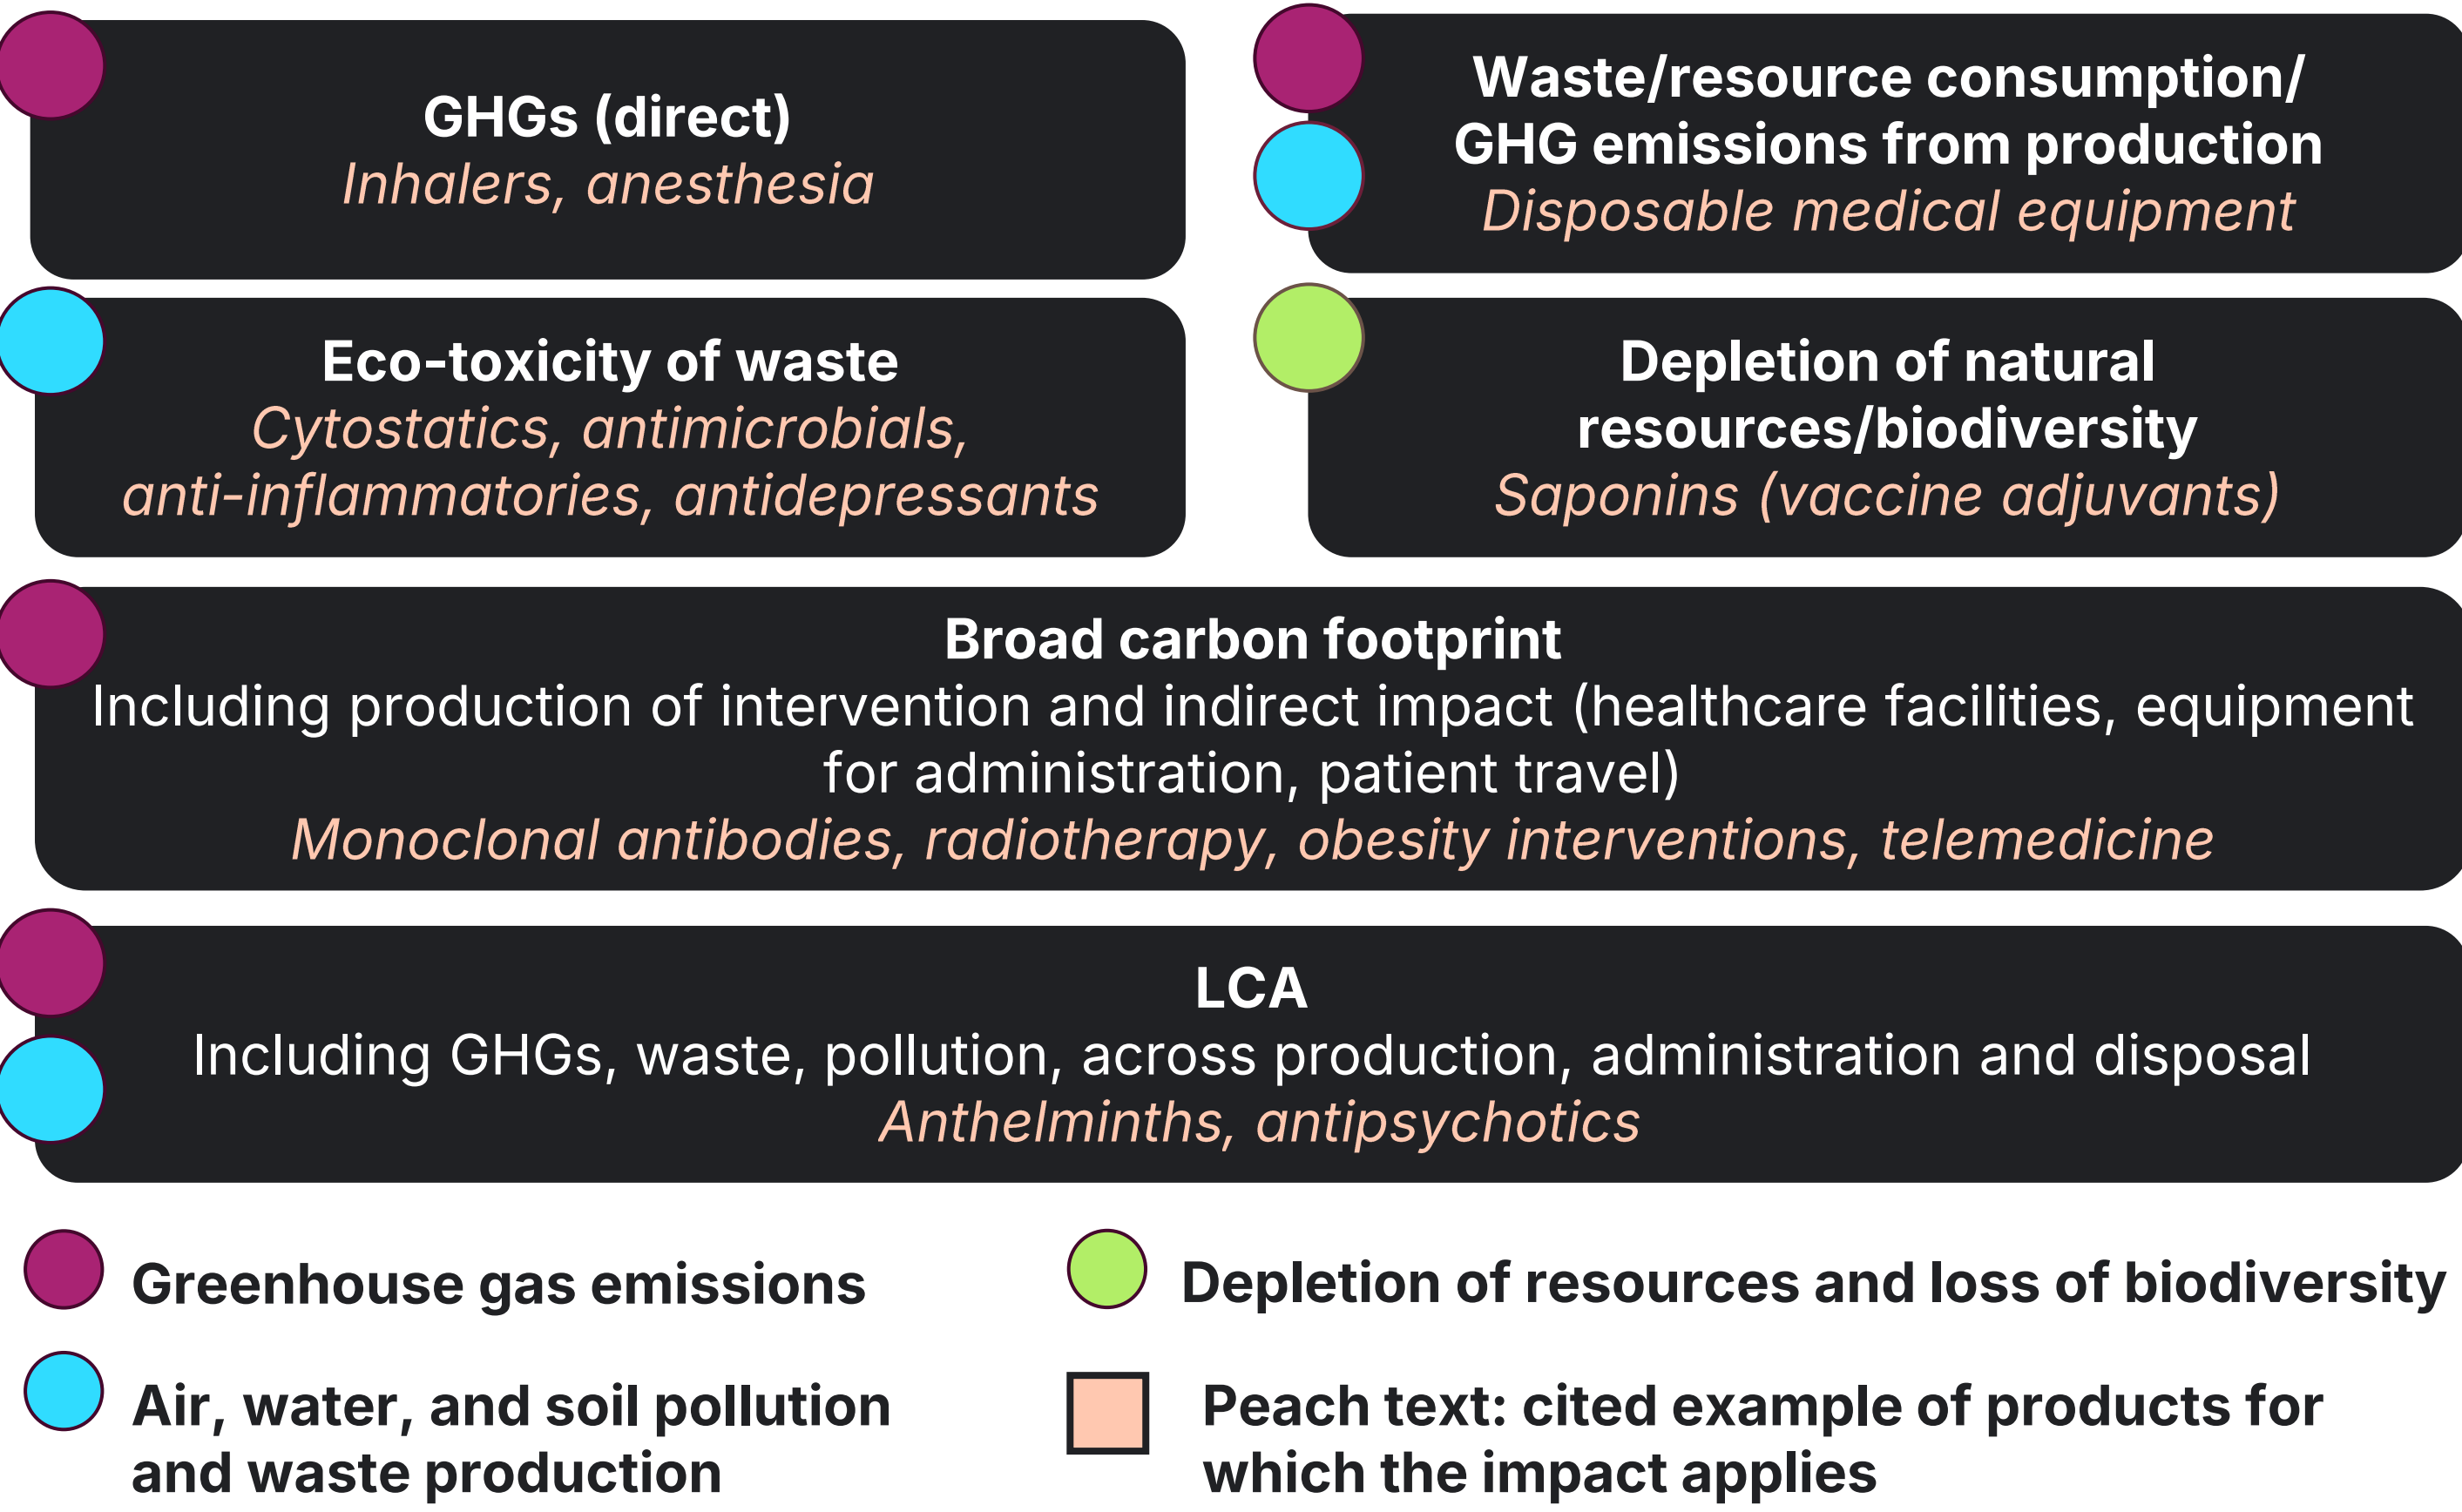 GHGs (direct)
Inhalers, anesthesia
Waste/resource consumption/
GHG emissions from production
Disposable medical equipment
Eco-toxicity of waste
Cytostatics, antimicrobials,
anti-inflammatories, antidepressants
Depletion of natural
resources/biodiversity
Saponins (vaccine adjuvants)
Broad carbon footprint
Including production of intervention and indirect impact (healthcare facilities, equipment
for administration, patient travel)
Monoclonal antibodies, radiotherapy, obesity interventions, telemedicine
LCA
Including GHGs, waste, pollution, across production, administration and disposal
Anthelminths, antipsychotics
Greenhouse gas emissions
Air, water, and soil pollution
and waste production
Depletion of resources and loss of biodiversity
Peach text: cited example of products for
which the impact applies